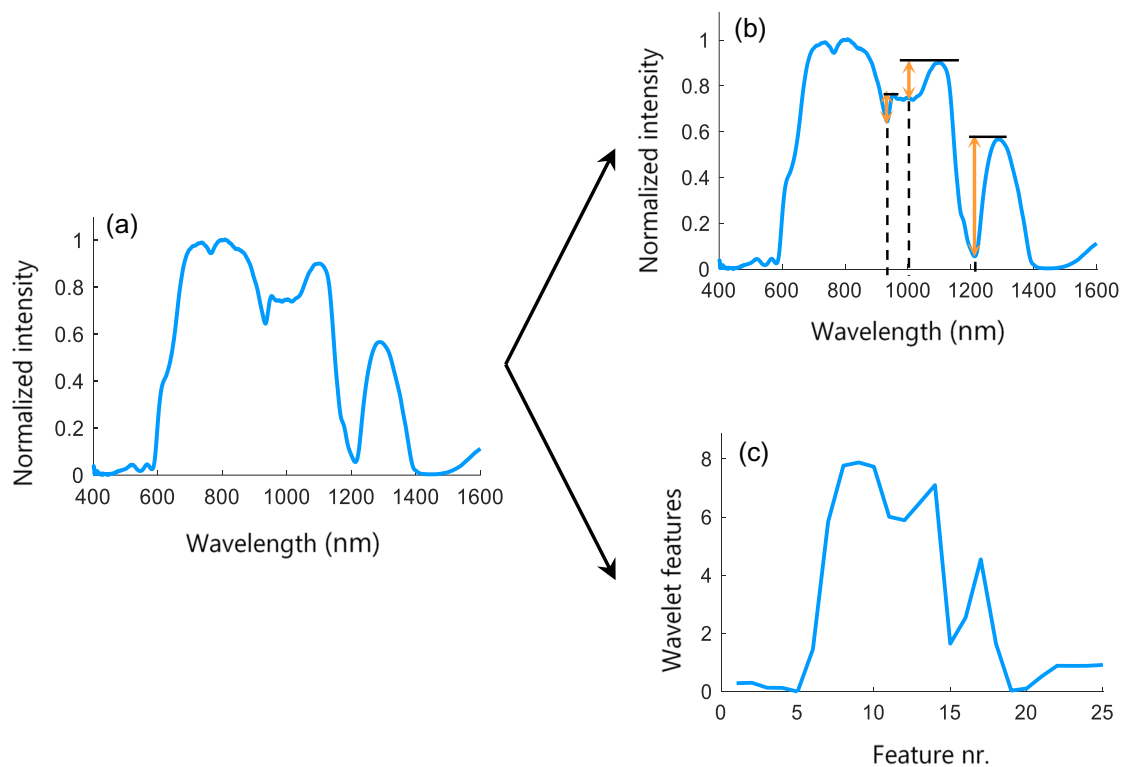 (a)
Normalized intensity
1
0.8
0.6
0.4
0.2
0
400 600 800 1000 1200 1400 1600
Wavelength (nm)
(b)
Normalized intensity
1
0.8
0.6
0.4
0.2
0
400 600 800 1000 1200 1400 1600
Wavelength (nm)
(c)
Wavelet features
8
6
4
2
0
0 5 10 15 20 25
Feature nr.